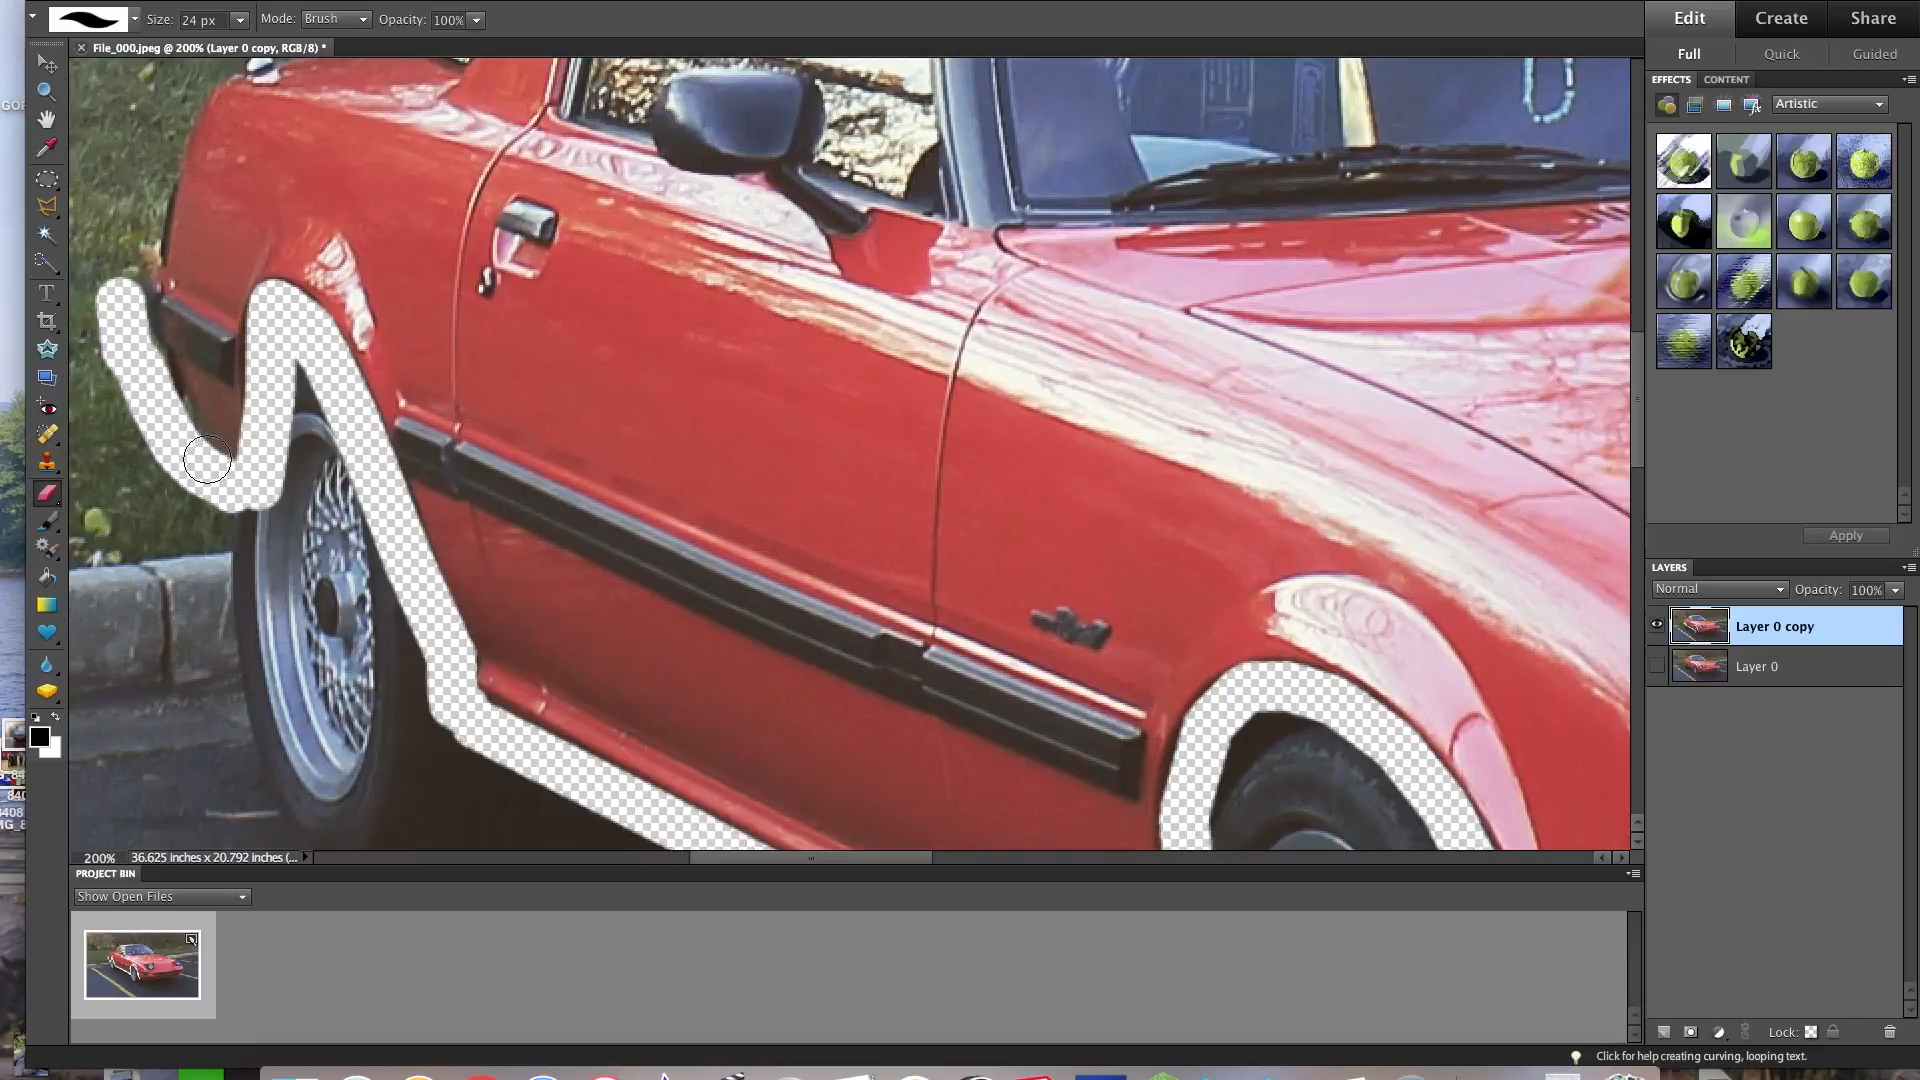 Size: 24 px Mode: Brush Opacity: 100%
Edit Create Share
File_000.jpeg @ 200% (Layer 0 copy, RGB/8) *
Full Quick Guided
EFFECTS CONTENT
Artistic
Apply
LAYERS
Normal Opacity: 100%
Layer 0 copy
Layer 0
200% 36.625 inches x 20.792 inches (...
PROJECT BIN
Show Open Files
Lock:
Click for help creating curving, looping text.